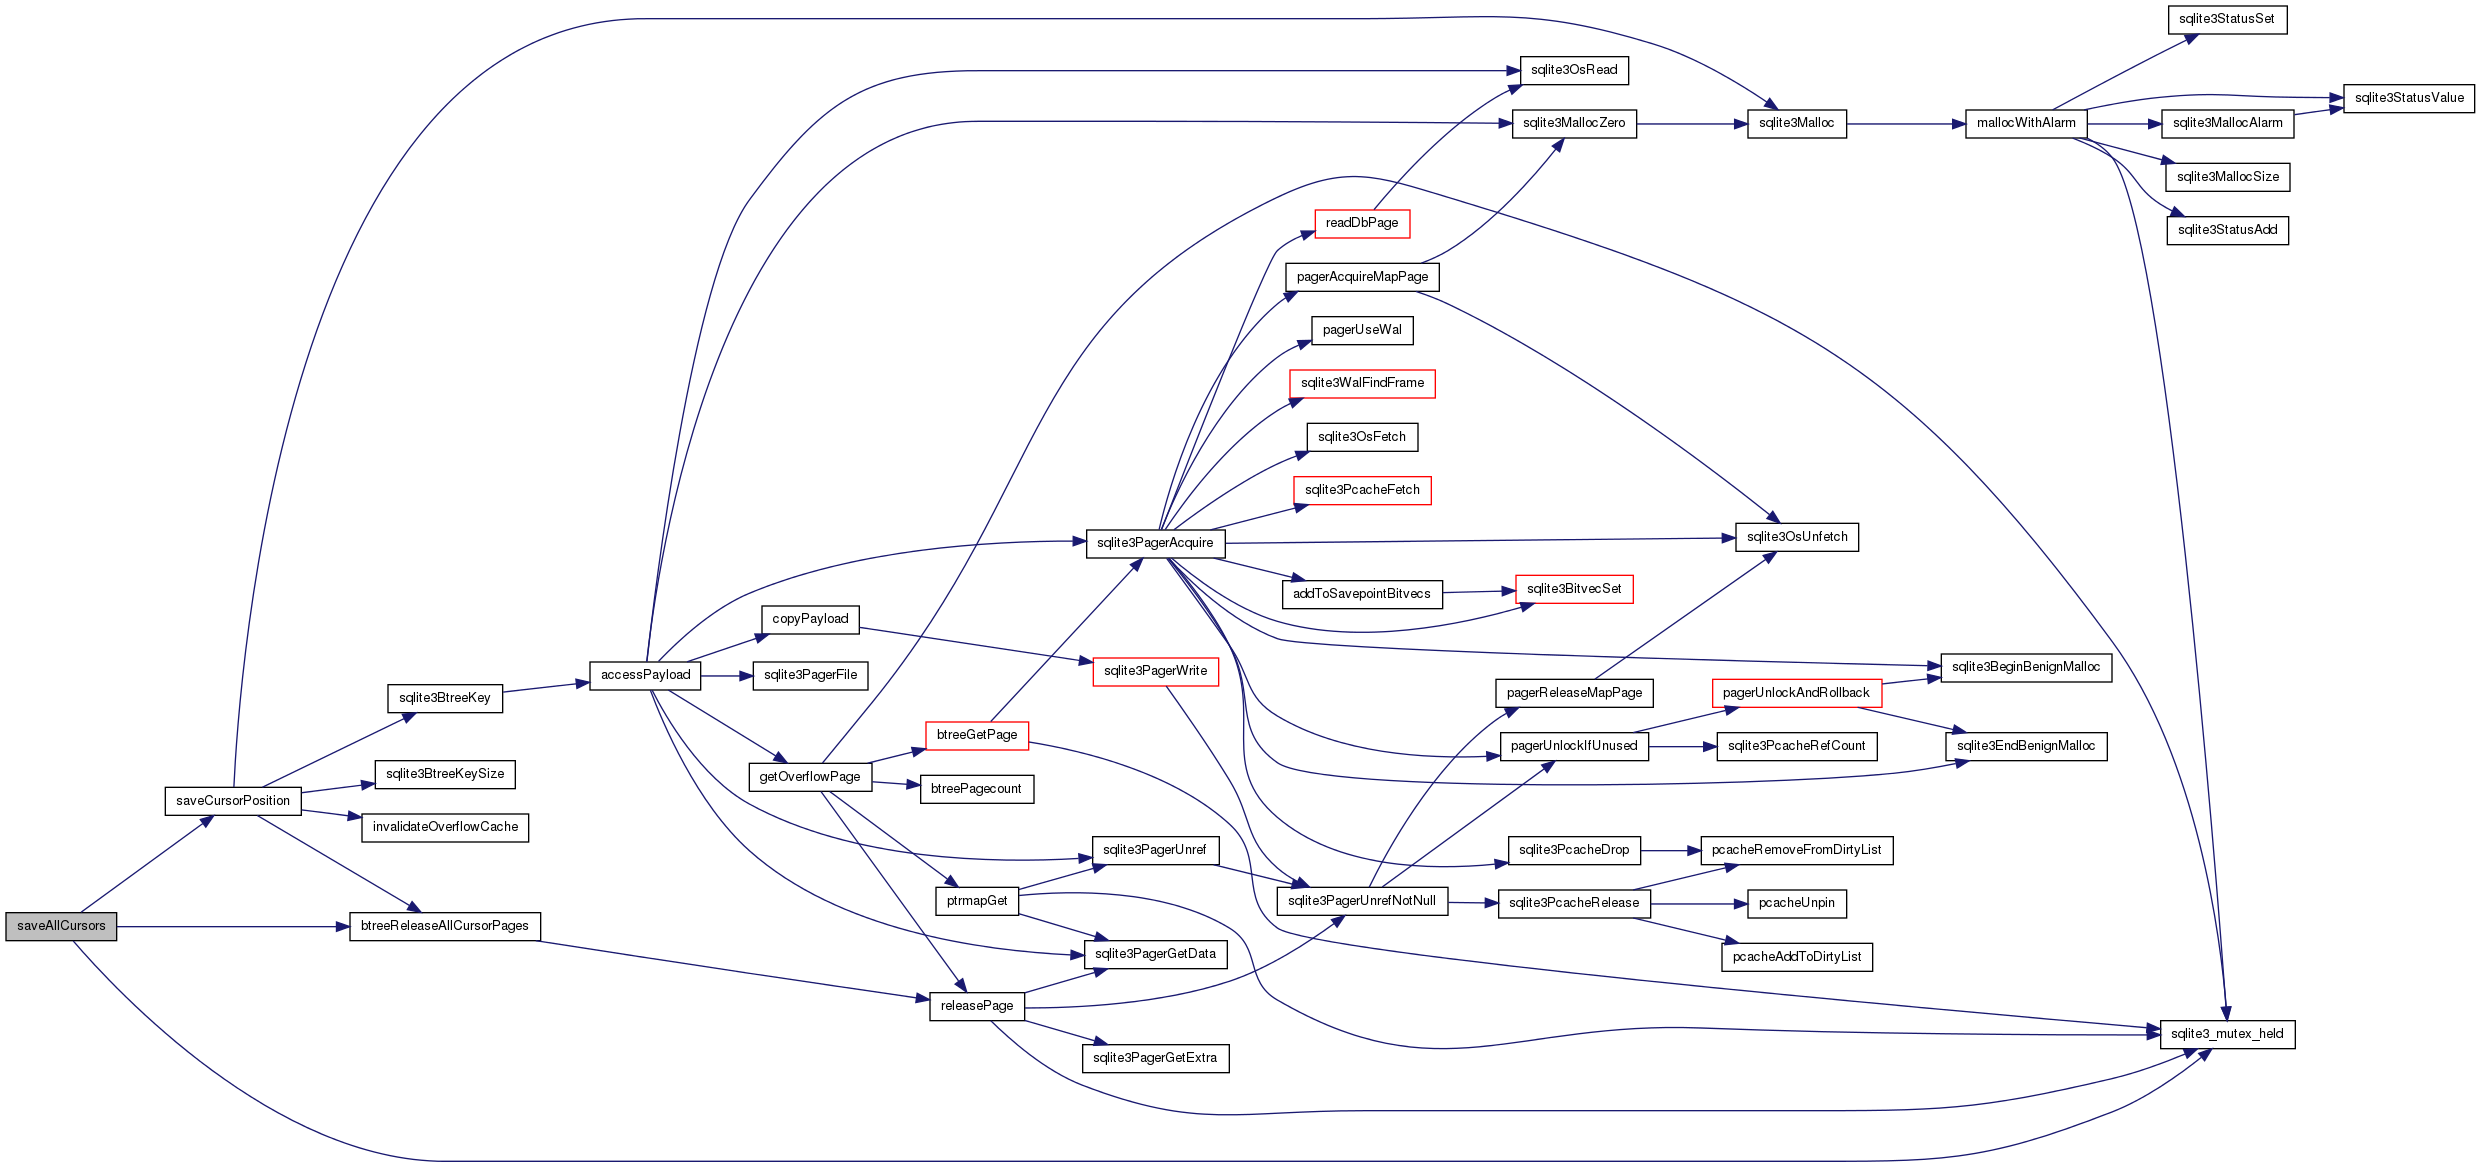 saveAllCursors
saveCursorPosition
btreeReleaseAllCursorPages
sqlite3BtreeKey
sqlite3BtreeKeySize
invalidateOverflowCache
accessPayload
copyPayload
sqlite3PagerFile
getOverflowPage
btreeGetPage
btreePagecount
ptrmapGet
releasePage
sqlite3PagerAcquire
sqlite3PagerWrite
sqlite3PagerUnref
sqlite3PagerGetData
sqlite3PagerGetExtra
readDbPage
pagerAcquireMapPage
pagerUseWal
sqlite3WalFindFrame
sqlite3OsFetch
sqlite3PcacheFetch
addToSavepointBitvecs
sqlite3PagerUnrefNotNull
sqlite3OsRead
sqlite3MallocZero
sqlite3BitvecSet
pagerReleaseMapPage
pagerUnlockIfUnused
sqlite3PcacheDrop
sqlite3PcacheRelease
sqlite3Malloc
sqlite3OsUnfetch
pagerUnlockAndRollback
sqlite3PcacheRefCount
pcacheRemoveFromDirtyList
pcacheUnpin
pcacheAddToDirtyList
mallocWithAlarm
sqlite3BeginBenignMalloc
sqlite3EndBenignMalloc
sqlite3StatusSet
sqlite3MallocAlarm
sqlite3MallocSize
sqlite3StatusAdd
sqlite3_mutex_held
sqlite3StatusValue